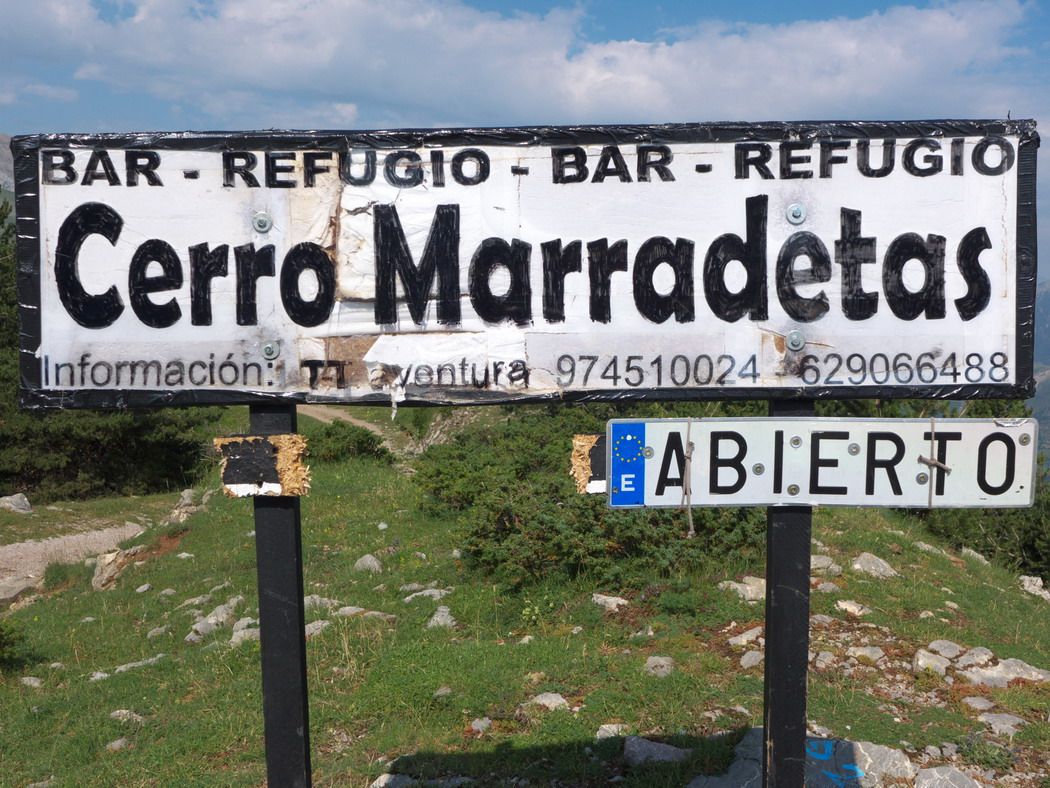 BAR - REFUGIO - BAR - REFUGIO
Cerro Marradetas
Información: TT aventura 974510024 - 629066488
E ABIERTO